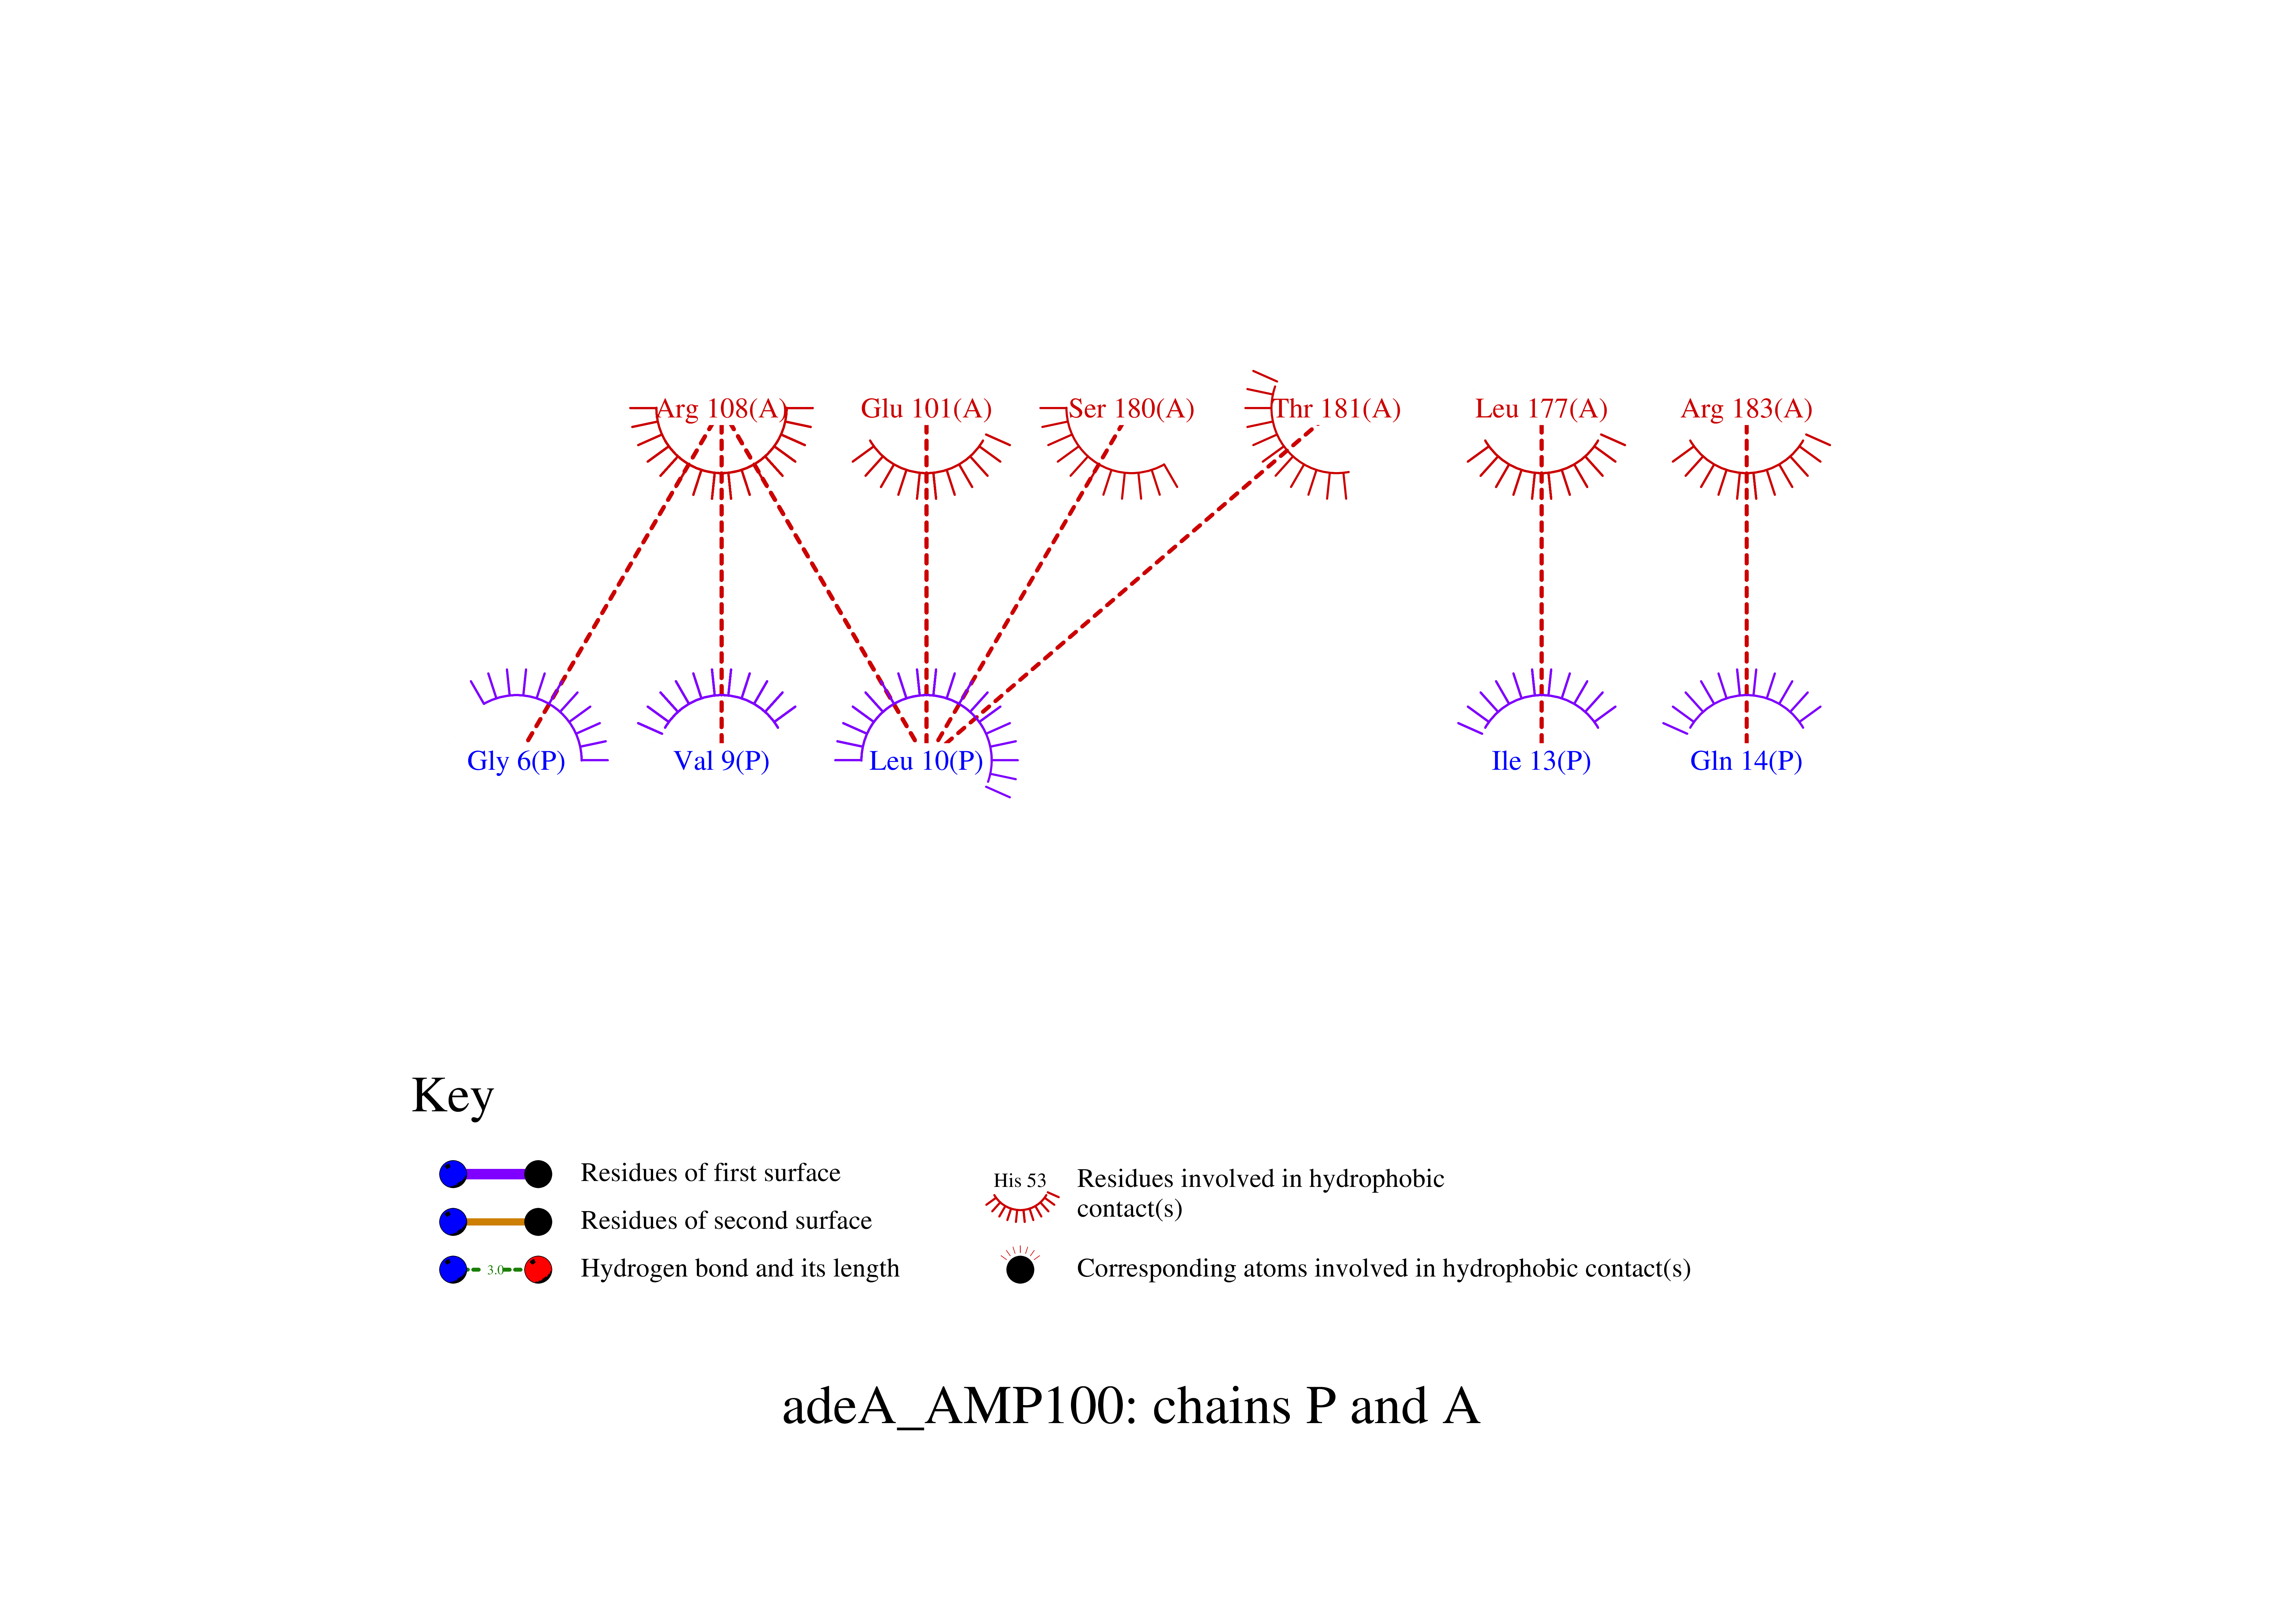 Arg 108(A) Glu 101(A) Ser 180(A) Thr 181(A) Leu 177(A) Arg 183(A)
Gly 6(P) Val 9(P) Leu 10(P) Ile 13(P) Gln 14(P)
Key
Residues of first surface
Residues of second surface
3.0 Hydrogen bond and its length
His 53 Residues involved in hydrophobic
contact(s)
Corresponding atoms involved in hydrophobic contact(s)
adeA_AMP100: chains P and A